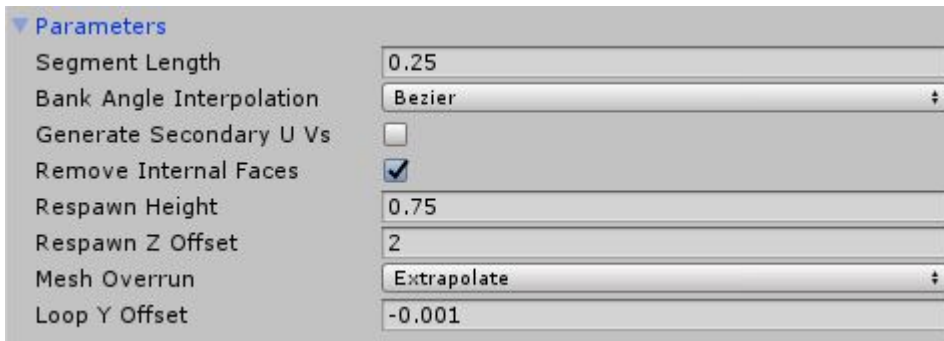 Parameters
Segment Length 0.25
Bank Angle Interpolation Bezier
Generate Secondary U Vs
Remove Internal Faces
Respawn Height 0.75
Respawn Z Offset 2
Mesh Overrun Extrapolate
Loop Y Offset -0.001